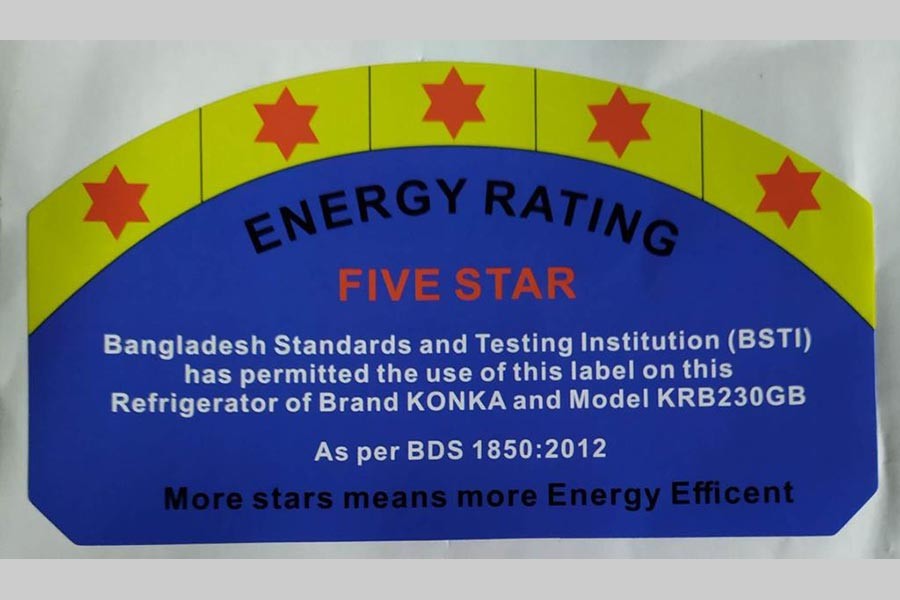 ENERGY RATING
FIVE STAR
Bangladesh Standards and Testing Institution (BSTI)
has permitted the use of this label on this
Refrigerator of Brand KONKA and Model KRB230GB
As per BDS 1850:2012
More stars means more Energy Efficent